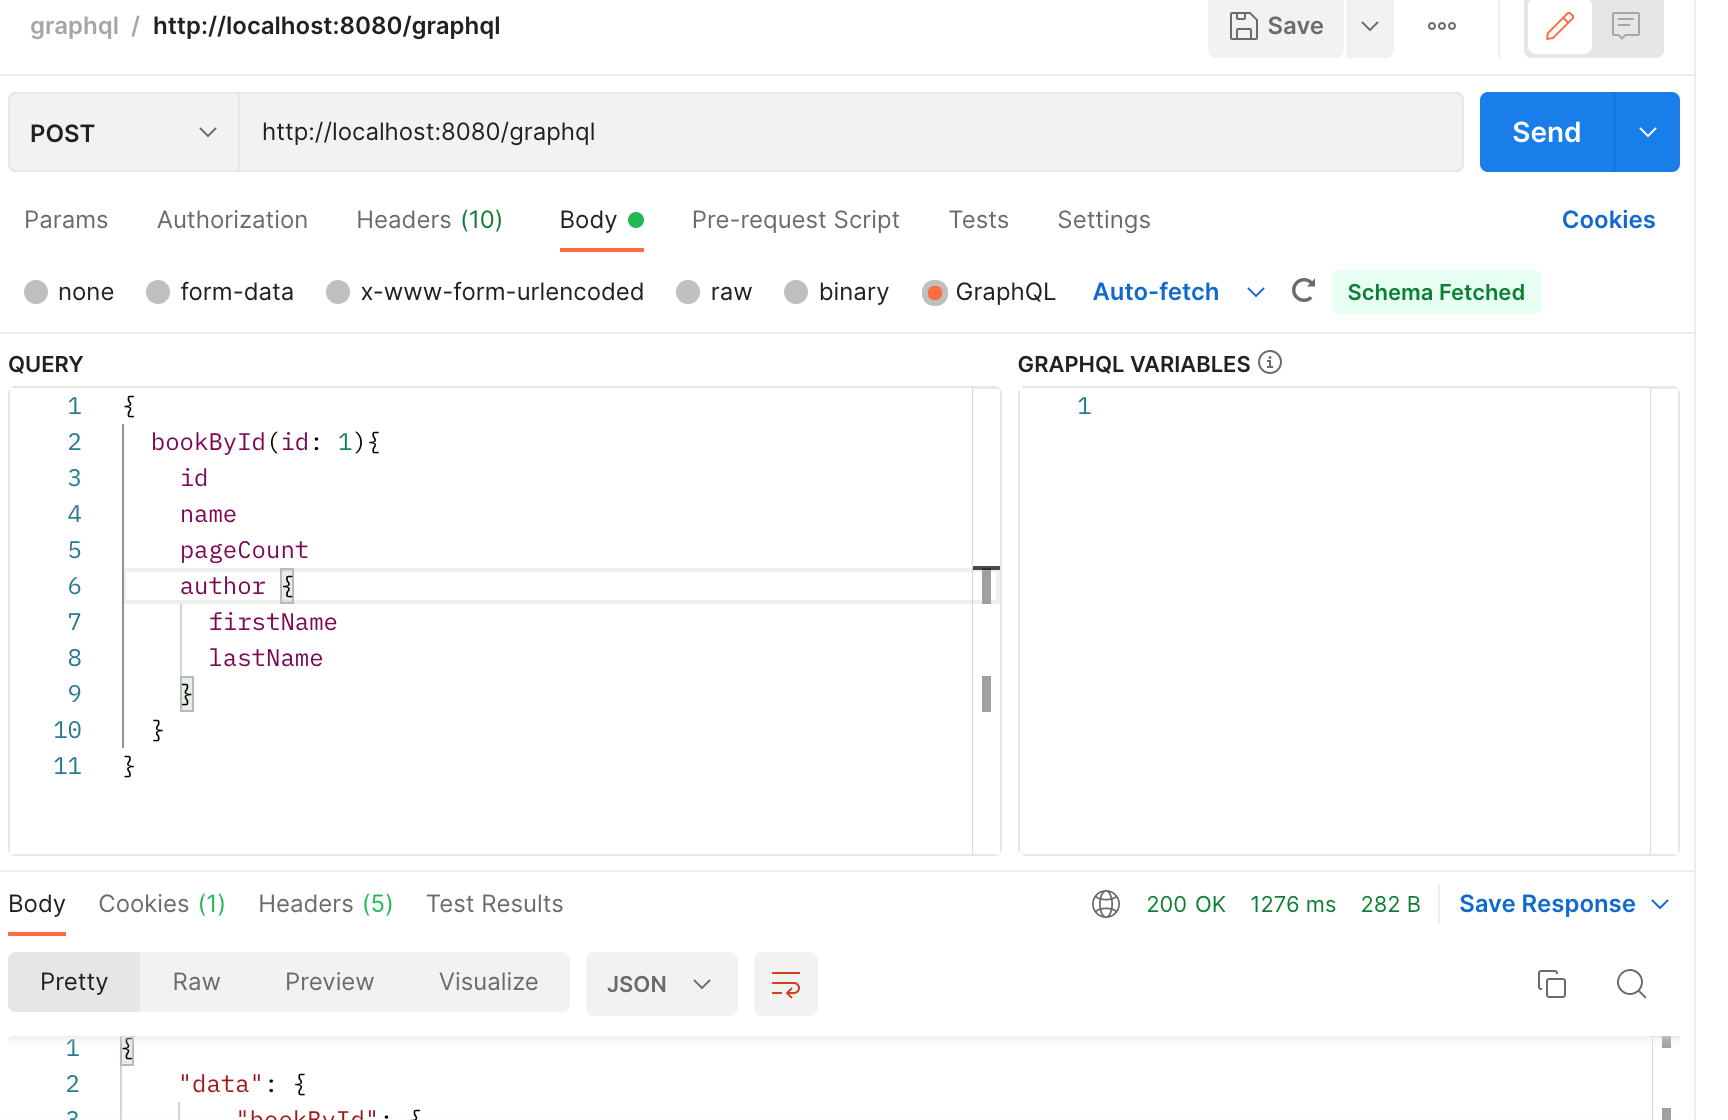 graphql / http://localhost:8080/graphql Save
POST http://localhost:8080/graphql Send
Params Authorization Headers (10) Body Pre-request Script Tests Settings Cookies
none form-data x-www-form-urlencoded raw binary GraphQL Auto-fetch Schema Fetched
QUERY GRAPHQL VARIABLES
1 { 1
2 bookById(id: 1){
3 id
4 name
5 pageCount
6 author {
7 firstName
8 lastName
9 }
10 }
11 }
Body Cookies (1) Headers (5) Test Results 200 OK 1276 ms 282 B Save Response
Pretty Raw Preview Visualize JSON
1 {
2 "data": {
3 "bookById": {